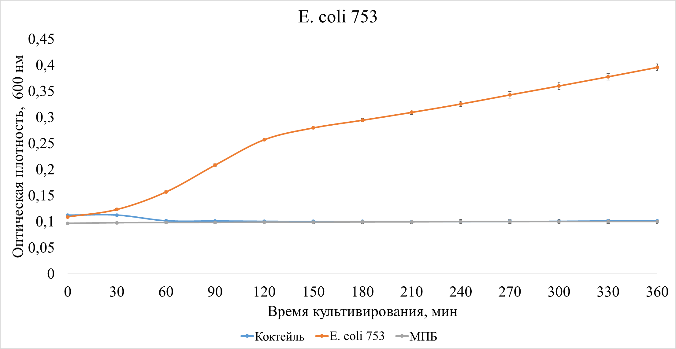 E. coli 753
Оптическая плотность, 600 нм
0,45
0,4
0,35
0,3
0,25
0,2
0,15
0,1
0,05
0
0 30 60 90 120 150 180 210 240 270 300 330 360
Время культивирования, мин
Коктейль E. coli 753 МПБ